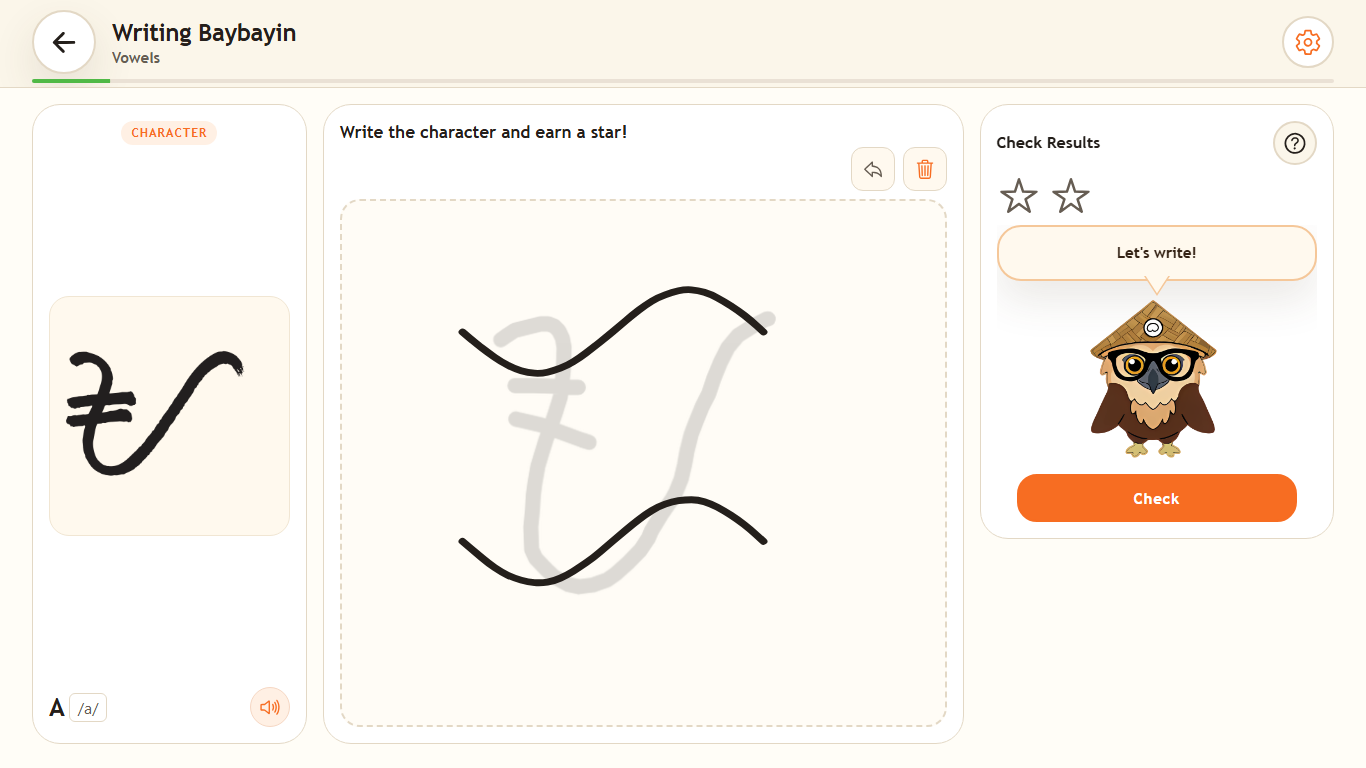 Writing Baybayin
Vowels
CHARACTER
ᜀ
A /a/
Write the character and earn a star!
ᜀ
ᜁ
Check Results
Let's write!
Check